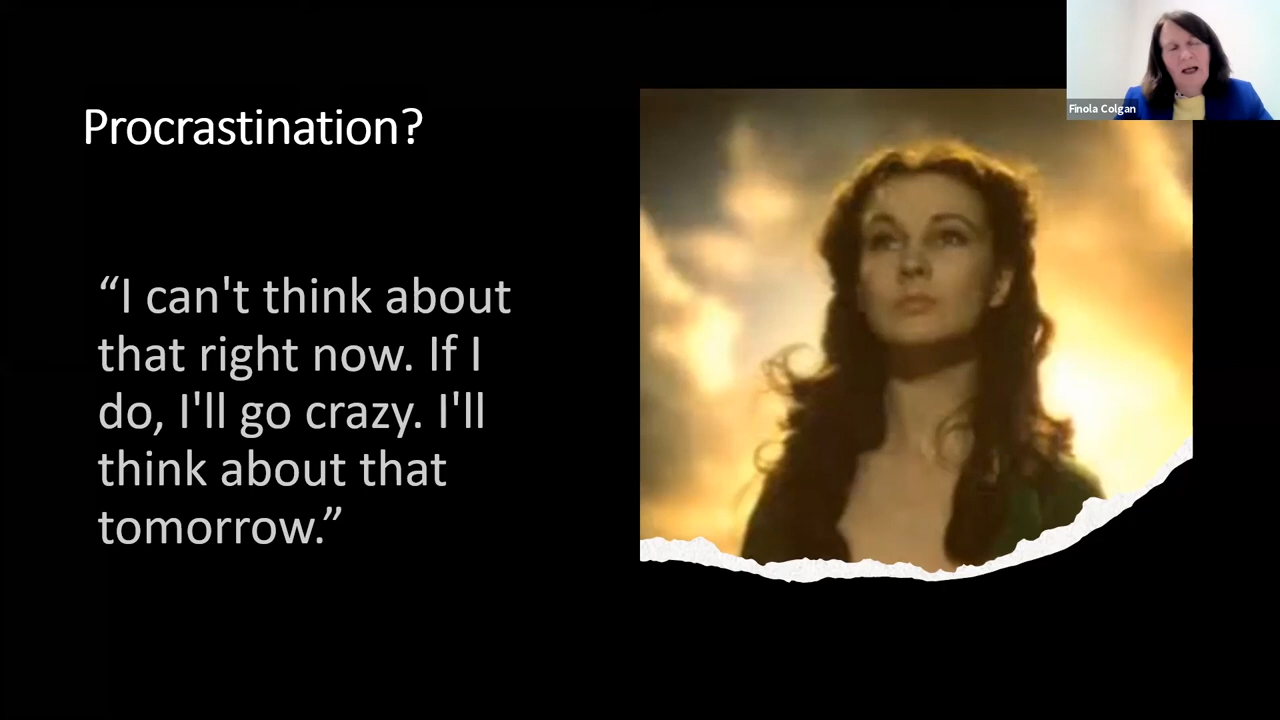 Procrastination?
“I can't think about
that right now. If I
do, I'll go crazy. I'll
think about that
tomorrow.”
Finola Colgan